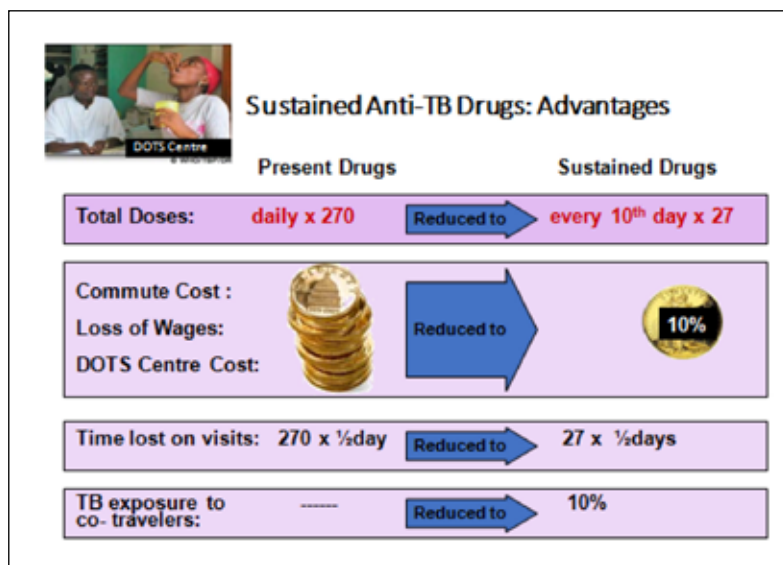 Sustained Anti-TB Drugs: Advantages
DOTS Centre
Present Drugs Sustained Drugs
Total Doses: daily x 270 Reduced to every 10th day x 27
Commute Cost :
Loss of Wages: Reduced to 10%
DOTS Centre Cost:
Time lost on visits: 270 x ½day Reduced to 27 x ½days
TB exposure to
co- travelers: ------ Reduced to 10%